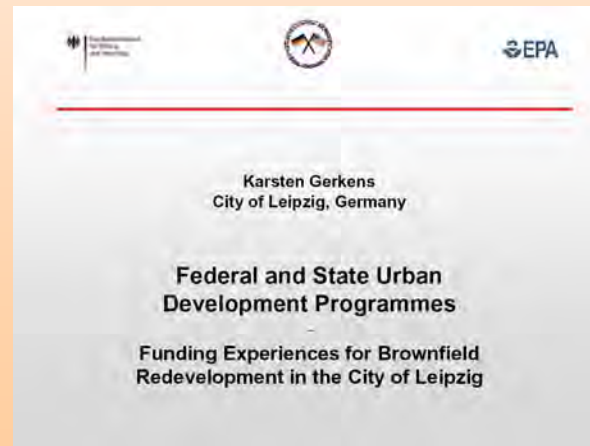 EPA
Karsten Gerkens
City of Leipzig, Germany
Federal and State Urban
Development Programmes
–
Funding Experiences for Brownfield
Redevelopment in the City of Leipzig